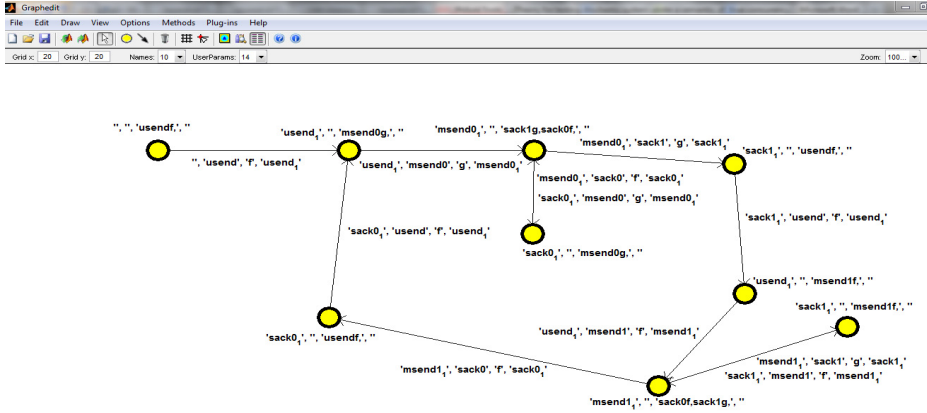 Graphedit
File Edit Draw View Options Methods Plug-ins Help
Grid x: 20 Grid y: 20 Names: 10 UserParams: 14 Zoom: 100...
'', '', 'usendf,', ''
'usend₁', '', 'msend0g,', ''
'msend0₁', '', 'sack1g,sack0f,', ''
'msend0₁', 'sack1', 'g', 'sack1₁'
'sack1₁', '', 'usendf,', ''
'', 'usend', 'f', 'usend₁'
'usend₁', 'msend0', 'g', 'msend0₁'
'msend0₁', 'sack0', 'f', 'sack0₁'
'sack0₁', 'msend0', 'g', 'msend0₁'
'sack1₁', 'usend', 'f', 'usend₁'
'sack0₁', 'usend', 'f', 'usend₁'
'sack0₁', '', 'msend0g,', ''
'usend₁', '', 'msend1f,', ''
'sack1₁', '', 'msend1f,', ''
'usend₁', 'msend1', 'f', 'msend1₁'
'sack0₁', '', 'usendf,', ''
'msend1₁', 'sack1', 'g', 'sack1₁'
'msend1₁', 'sack0', 'f', 'sack0₁'
'sack1₁', 'msend1', 'f', 'msend1₁'
'msend1₁', '', 'sack0f,sack1g,', ''